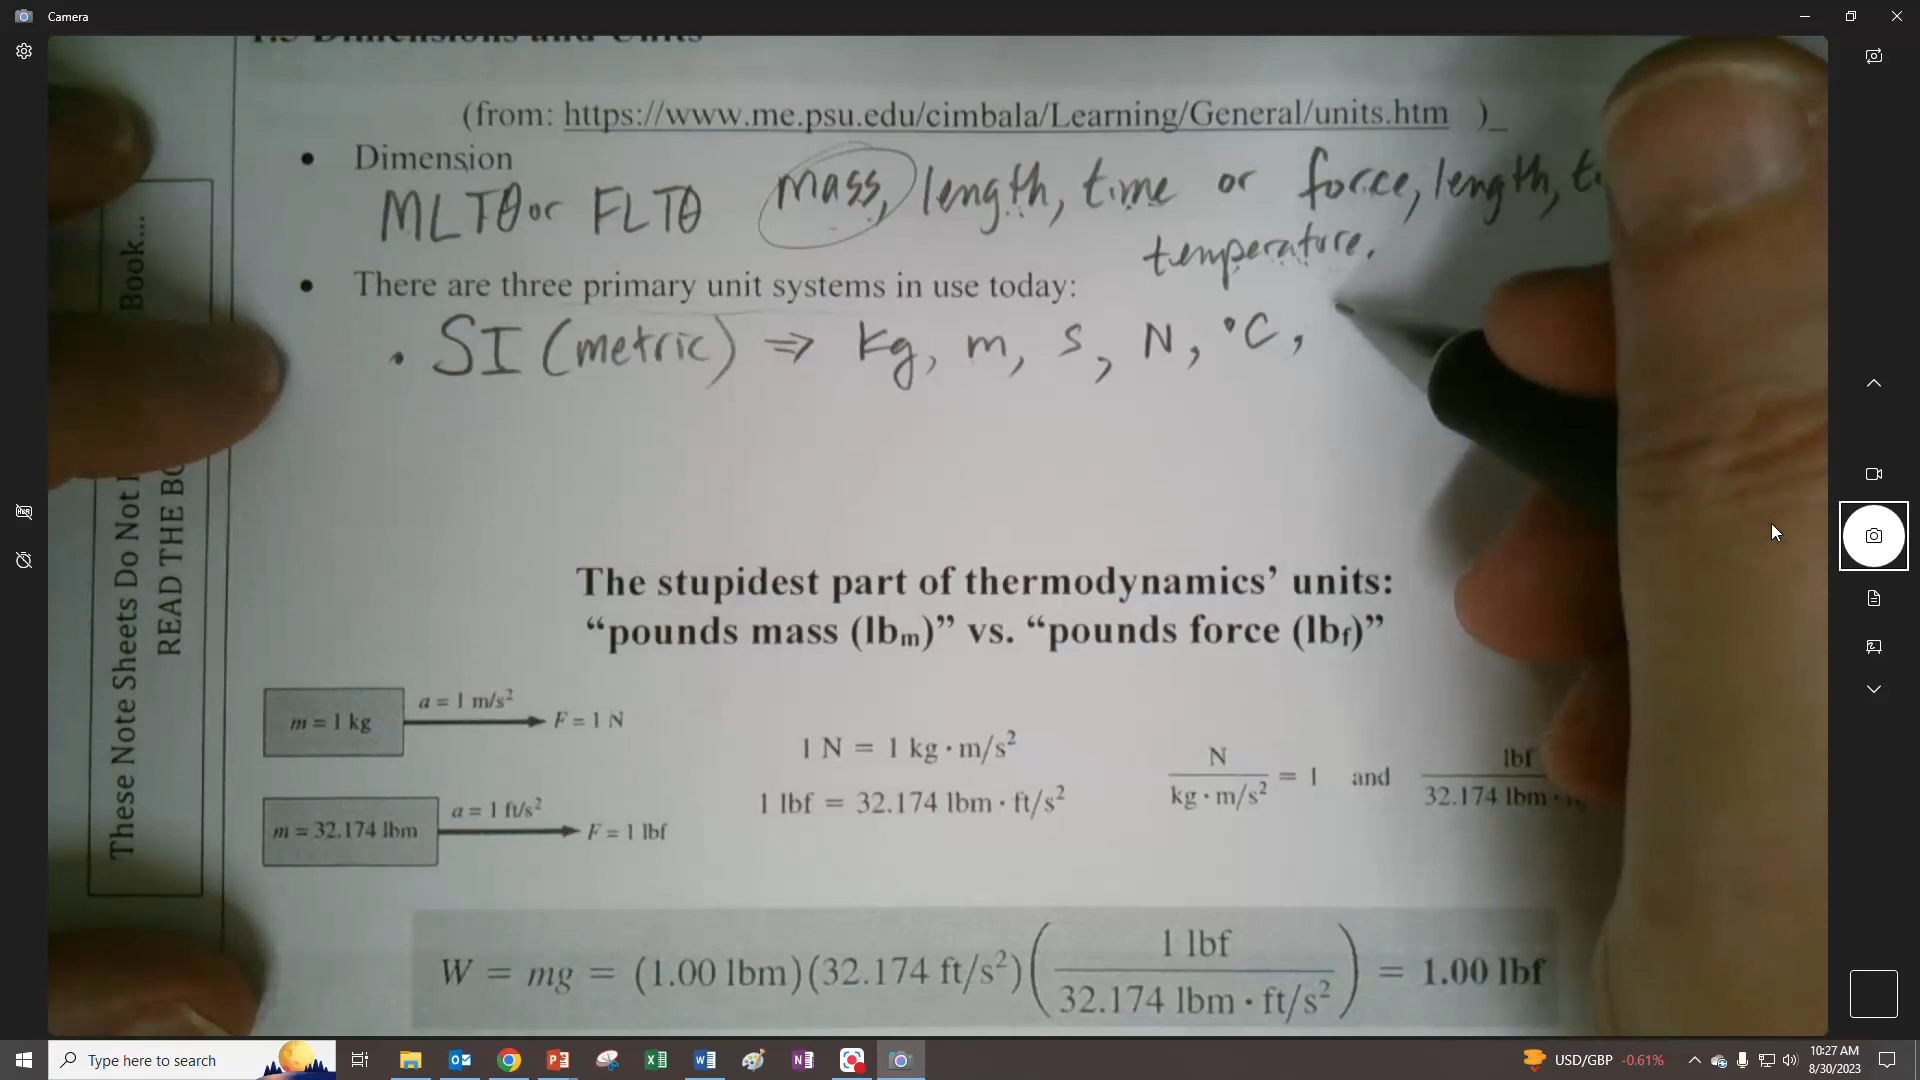 Camera
1.3 Dimensions and Units
(from: https://www.me.psu.edu/cimbala/Learning/General/units.htm )
• Dimension
MLTθ or FLTθ mass, length, time or force, length,
temperature.
• There are three primary unit systems in use today:
• SI (metric) ⇒ kg, m, s, N, °C,
The stupidest part of thermodynamics' units:
“pounds mass (lbm)” vs. “pounds force (lbf)”
m = 1 kg a = 1 m/s² F = 1 N
1 N = 1 kg · m/s²
1 lbf = 32.174 lbm · ft/s²
N
kg · m/s² = 1 and
lbf
32.174 lbm ·
m = 32.174 lbm a = 1 ft/s² F = 1 lbf
W = mg = (1.00 lbm)(32.174 ft/s²)(1 lbf / 32.174 lbm · ft/s²) = 1.00 lbf
These Note Sheets Do Not Book...
READ THE
Type here to search
USD/GBP -0.61%
10:27 AM
8/30/2023